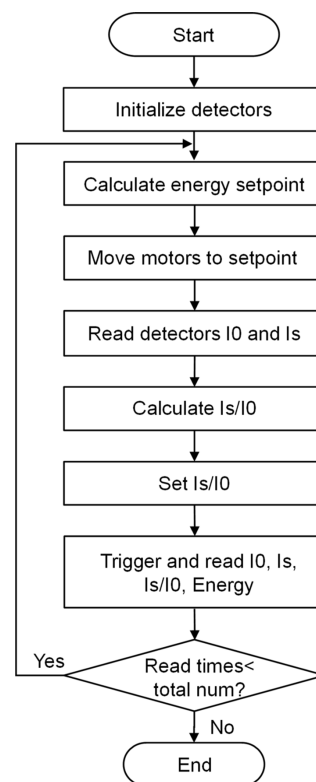 Start
Initialize detectors
Calculate energy setpoint
Move motors to setpoint
Read detectors I0 and Is
Calculate Is/I0
Set Is/I0
Trigger and read I0, Is,
Is/I0, Energy
Yes
Read times<
total num?
No
End